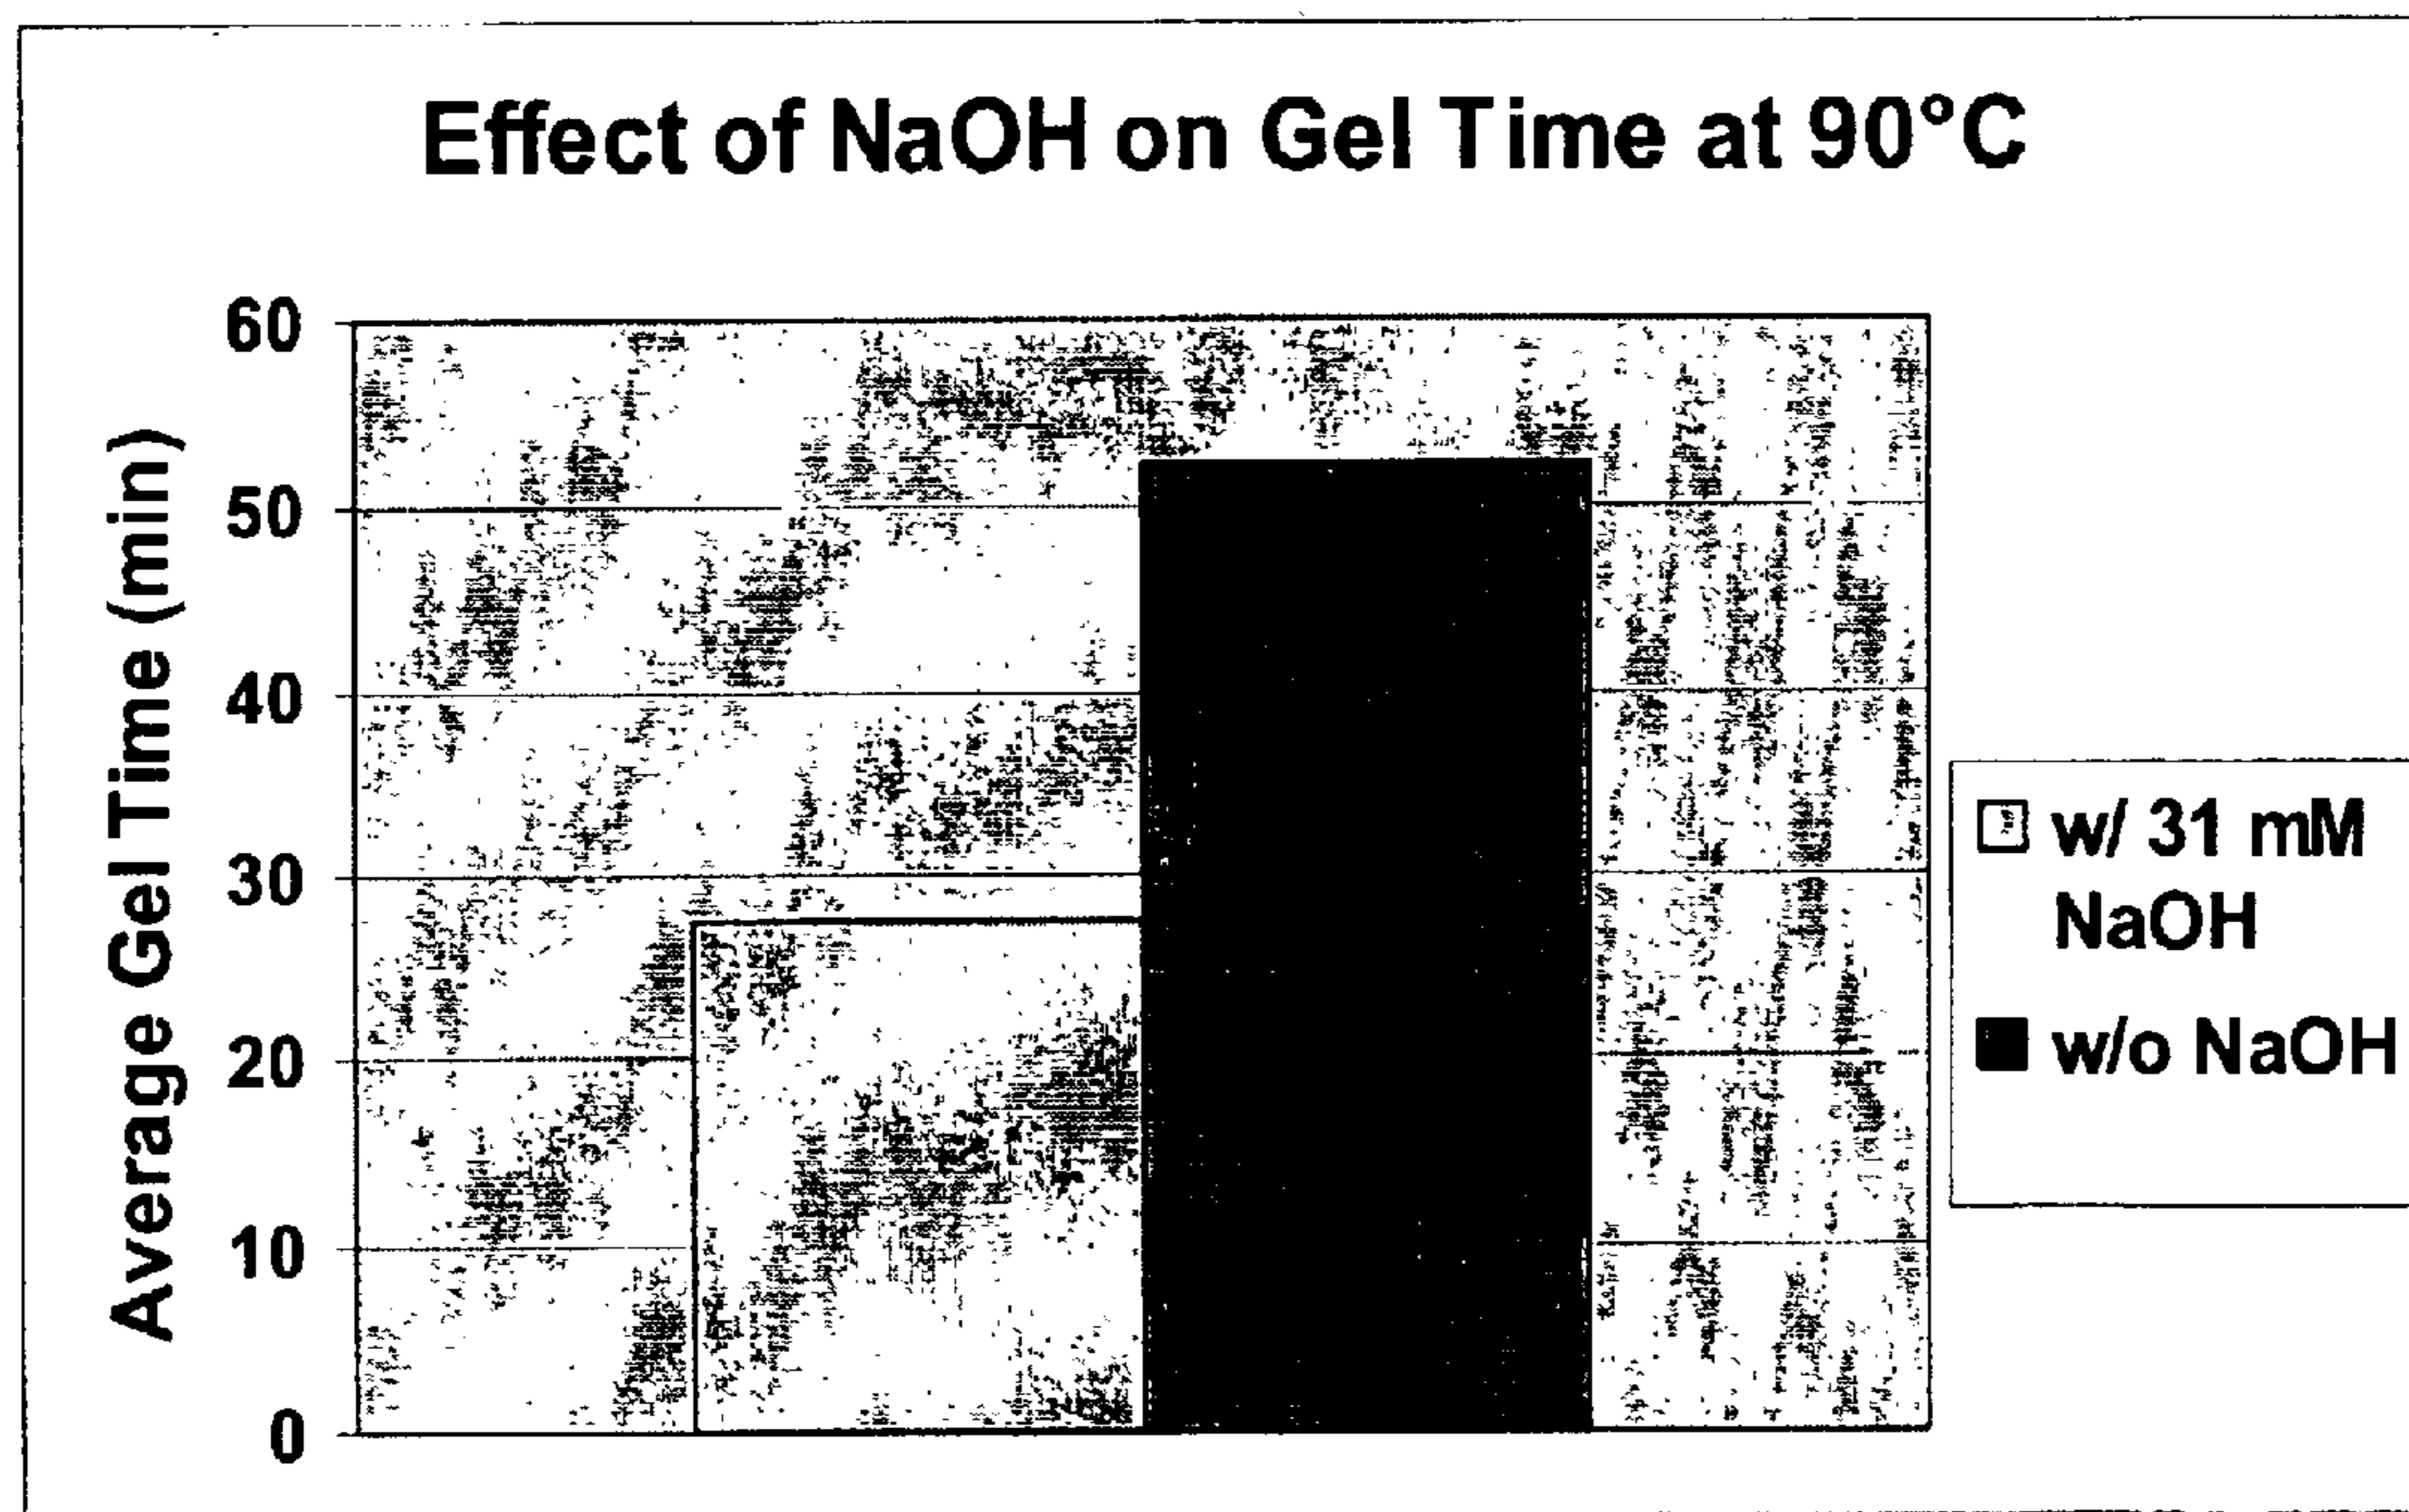 Effect of NaOH on Gel Time at 90°C
Average Gel Time (min)
60
50
40
30
20
10
0
w/ 31 mM
NaOH
w/o NaOH